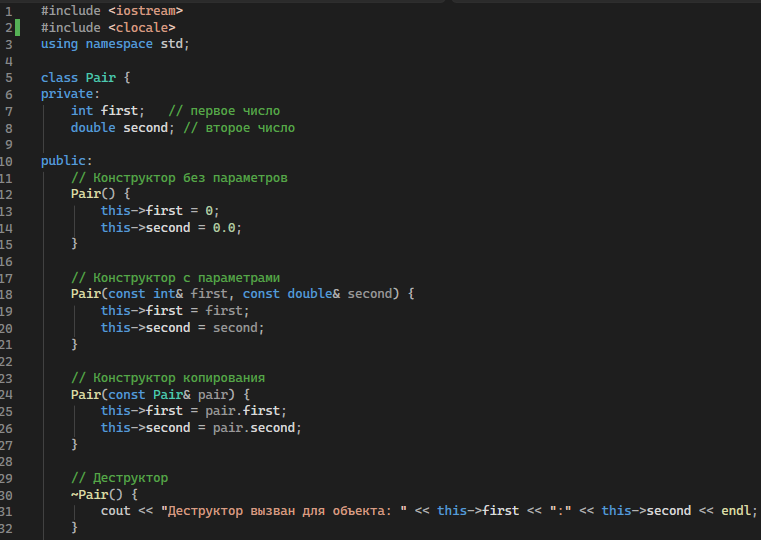 1 #include <iostream>
2 #include <clocale>
3 using namespace std;
4
5 class Pair {
6 private:
7     int first;   // первое число
8     double second; // второе число
9
10 public:
11     // Конструктор без параметров
12     Pair() {
13         this->first = 0;
14         this->second = 0.0;
15     }
16
17     // Конструктор с параметрами
18     Pair(const int& first, const double& second) {
19         this->first = first;
20         this->second = second;
21     }
22
23     // Конструктор копирования
24     Pair(const Pair& pair) {
25         this->first = pair.first;
26         this->second = pair.second;
27     }
28
29     // Деструктор
30     ~Pair() {
31         cout << "Деструктор вызван для объекта: " << this->first << ":" << this->second << endl;
32     }